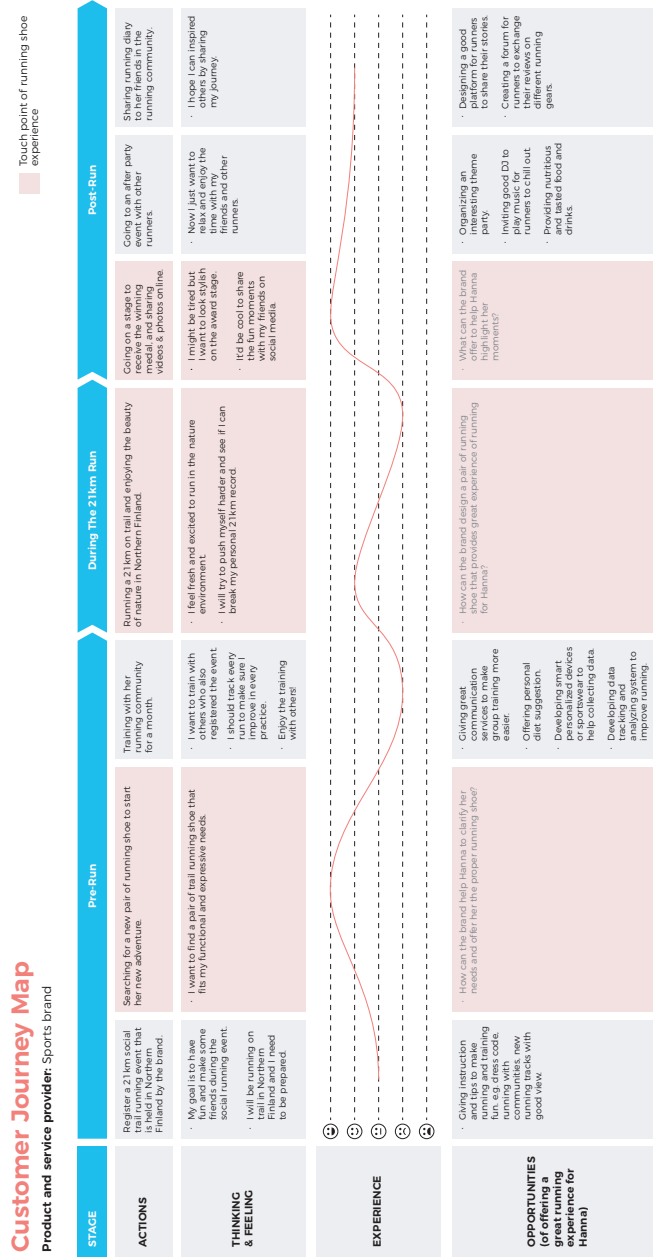 Customer Journey Map
Product and service provider: Sports brand
Touch point of running shoe
experience
STAGE
Pre-Run
During The 21km Run
Post-Run
ACTIONS
Register a 21km social
trail running event that
is held in Northern
Finland by the brand.
Searching for a new pair of running shoe to start
her new adventure.
Training with her
running community
for a month.
Running a 21km on trail and enjoying the beauty
of nature in Northern Finland.
Going on a stage to
receive the winning
medal, and sharing
videos & photos online.
Going to an after party
event with other
runners.
Sharing running diary
to her friends in the
running community.
THINKING
& FEELING
· My goal is to have
fun and make some
friends during the
social running event.
· I will be running on
trail in Northern
Finland and I need
to be prepared.
· I want to find a pair of trail running shoe that
fits my functional and expressive needs.
· I want to train with
others who also
registered the event.
· I should track every
run to make sure I
improve in every
practice.
· Enjoy the training
with others!
· I feel fresh and excited to run in the nature
environment.
· I will try to push myself harder and see if I can
break my personal 21km record.
· I might be tired but
I want to look stylish
on the award stage.
· It'd be cool to share
the fun moments
with my friends on
social media.
· Now I just want to
relax and enjoy the
time with my
friends and other
runners.
· I hope I can inspired
others by sharing
my journey.
EXPERIENCE
OPPORTUNITIES
(of offering a
great running
experience for
Hanna)
· Giving instruction
and tips to make
running and training
fun. e.g. dress code.
running with
communities. new
running tracks with
good view.
· How can the brand help Hanna to clarify her
needs and offer her the proper running shoe?
· Giving great
communication
services to make
group training more
easier.
· Offering personal
diet suggestion.
· Developing smart
personalized devices
or sportswear to
help collecting data.
· Developing data
tracking and
analyzing system to
improve running.
· How can the brand design a pair of running
shoe that provides great experience of running
for Hanna?
· What can the brand
offer to help Hanna
highlight her
moments?
· Organizing an
interesting theme
party.
· Inviting good DJ to
play music for
runners to chill out.
· Providing nutritious
and tasted food and
drinks.
· Designing a good
platform for runners
to share their stories.
· Creating a forum for
runners to exchange
their reviews on
different running
gears.